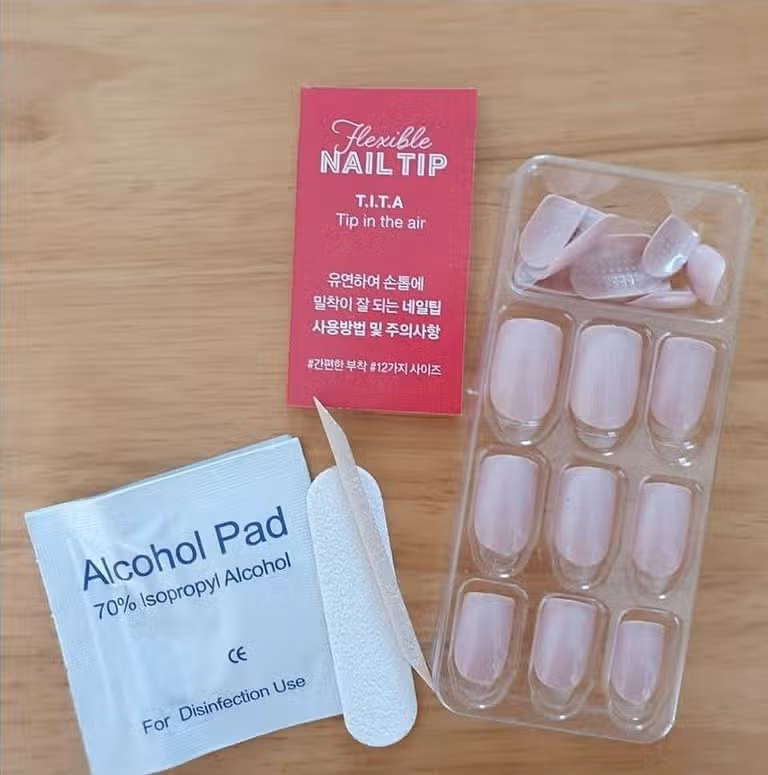 Flexible
NAIL TIP
T.I.T.A
Tip in the air
유연하여 손톱에
밀착이 잘 되는 네일팁
사용방법 및 주의사항
#간편한 부착 #12가지 사이즈
Alcohol Pad
70% Isopropyl Alcohol
CE
For Disinfection Use